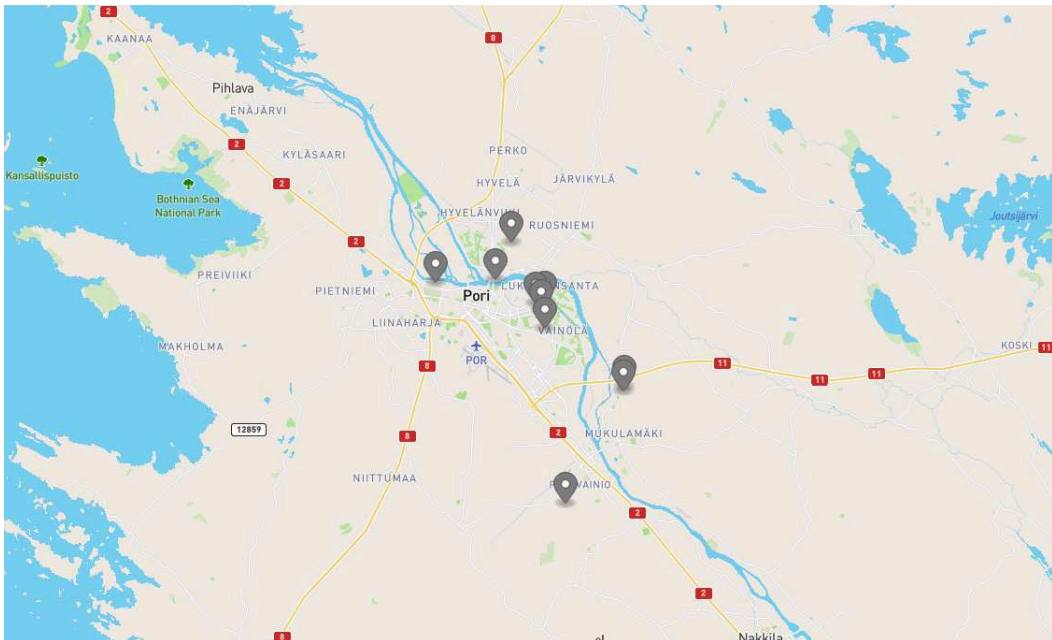 2
KAANAA
8
Pihlava
ENÄJÄRVI
2
PERKO
Kansallispuisto
KYLÄSAARI
2
HYVELÄ
JÄRVIKYLÄ
Bothnian Sea
National Park
HYVELÄNVIIKI
RUOSNIEMI
Joutsijärvi
2
PREIVIIKI
PIETNIEMI
Pori
LINAHARJA
VÄINÖLÄ
MAKHOLMA
POR
KOSKI
11
8
11
11
11
12859
8
2
MUKULAMÄKI
NIITTUMAA
2
2
8
Nakkila